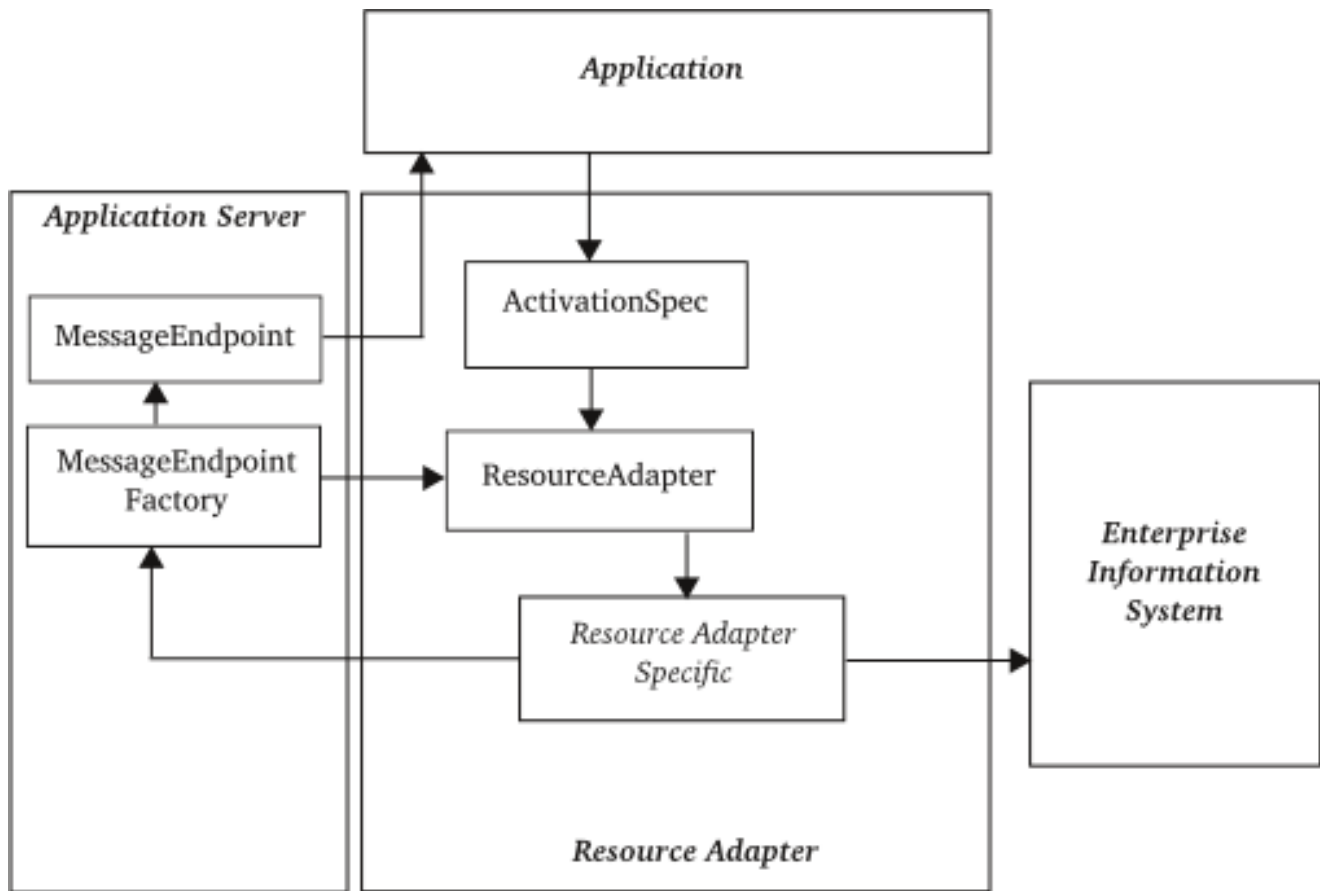 Application
Application Server
MessageEndpoint
MessageEndpoint
Factory
ActivationSpec
ResourceAdapter
Resource Adapter
Specific
Resource Adapter
Enterprise
Information
System